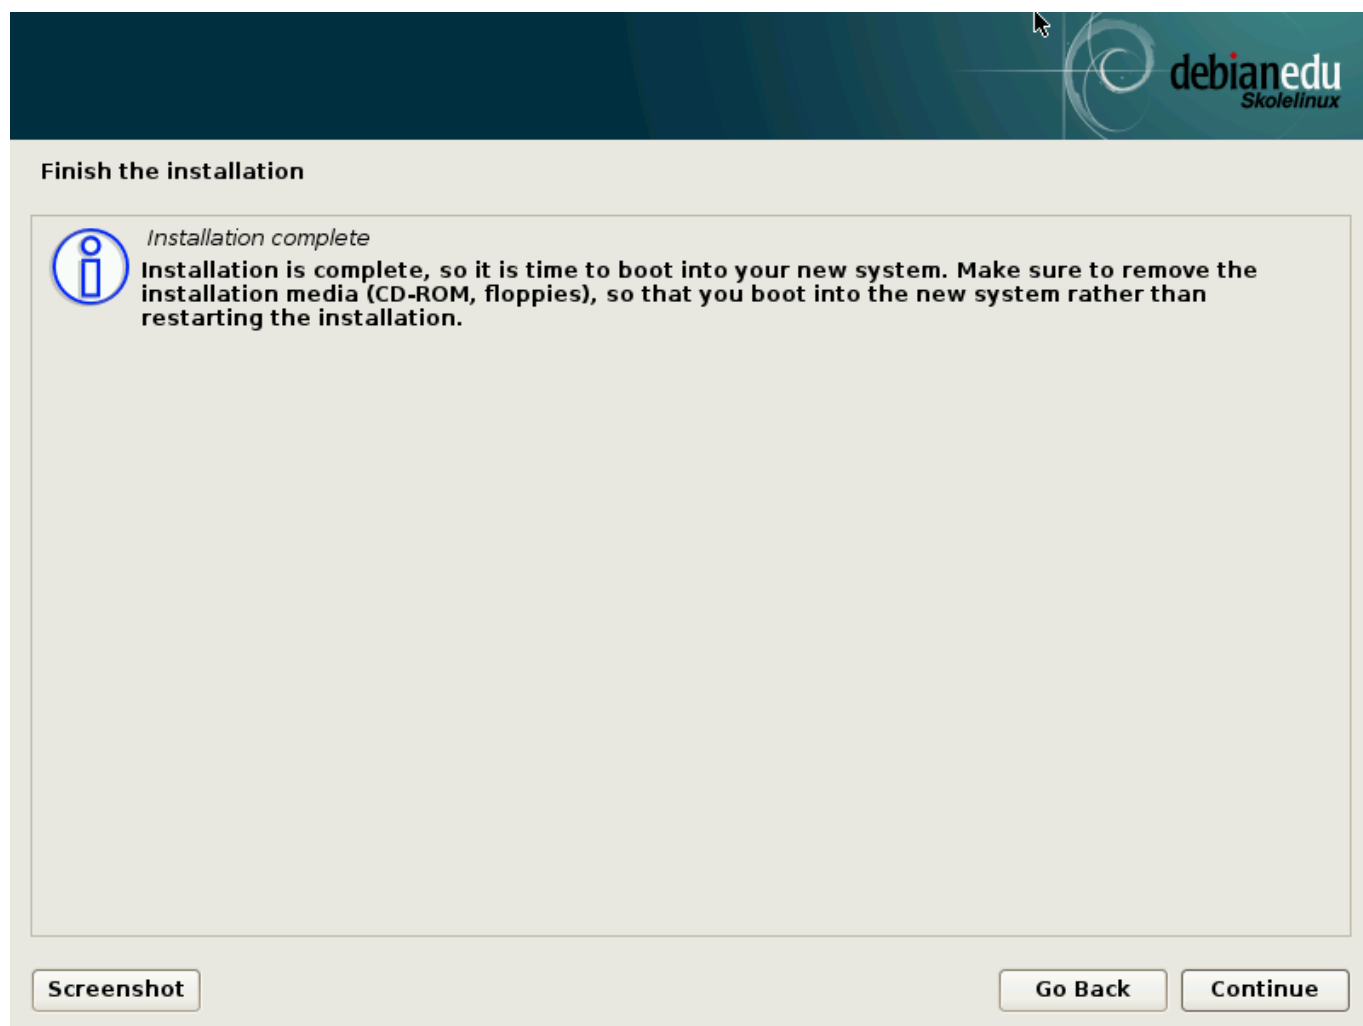 debianedu
Skolelinux
Finish the installation
Installation complete
Installation is complete, so it is time to boot into your new system. Make sure to remove the
installation media (CD-ROM, floppies), so that you boot into the new system rather than
restarting the installation.
Screenshot
Go Back
Continue